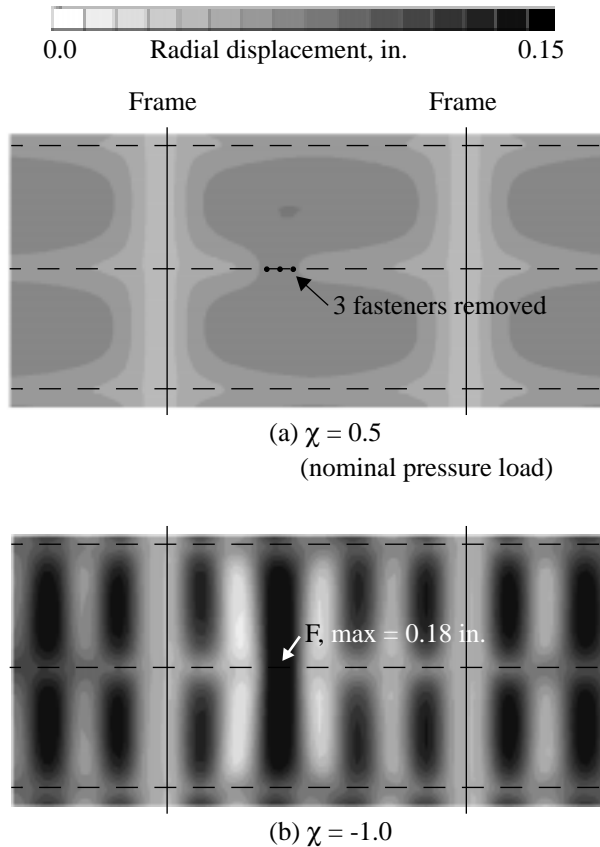 0.0 Radial displacement, in. 0.15
Frame Frame
3 fasteners removed
(a) χ = 0.5
(nominal pressure load)
F, max = 0.18 in.
(b) χ = -1.0